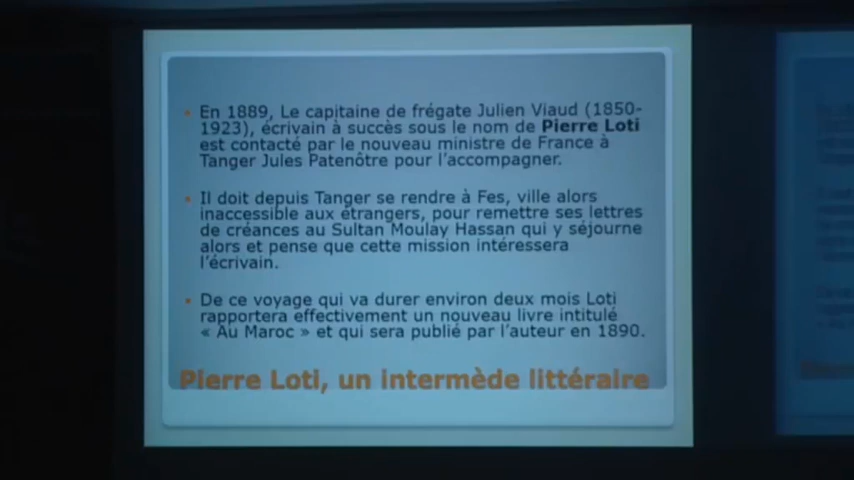 En 1889, Le capitaine de frégate Julien Viaud (1850-
1923), écrivain à succès sous le nom de Pierre Loti
est contacté par le nouveau ministre de France à
Tanger Jules Patenôtre pour l'accompagner.
Il doit depuis Tanger se rendre à Fes, ville alors
inaccessible aux étrangers, pour remettre ses lettres
de créances au Sultan Moulay Hassan qui y séjourne
alors et pense que cette mission intéressera
l'écrivain.
De ce voyage qui va durer environ deux mois Loti
rapportera effectivement un nouveau livre intitulé
« Au Maroc » et qui sera publié par l'auteur en 1890.
Pierre Loti, un intermède littéraire